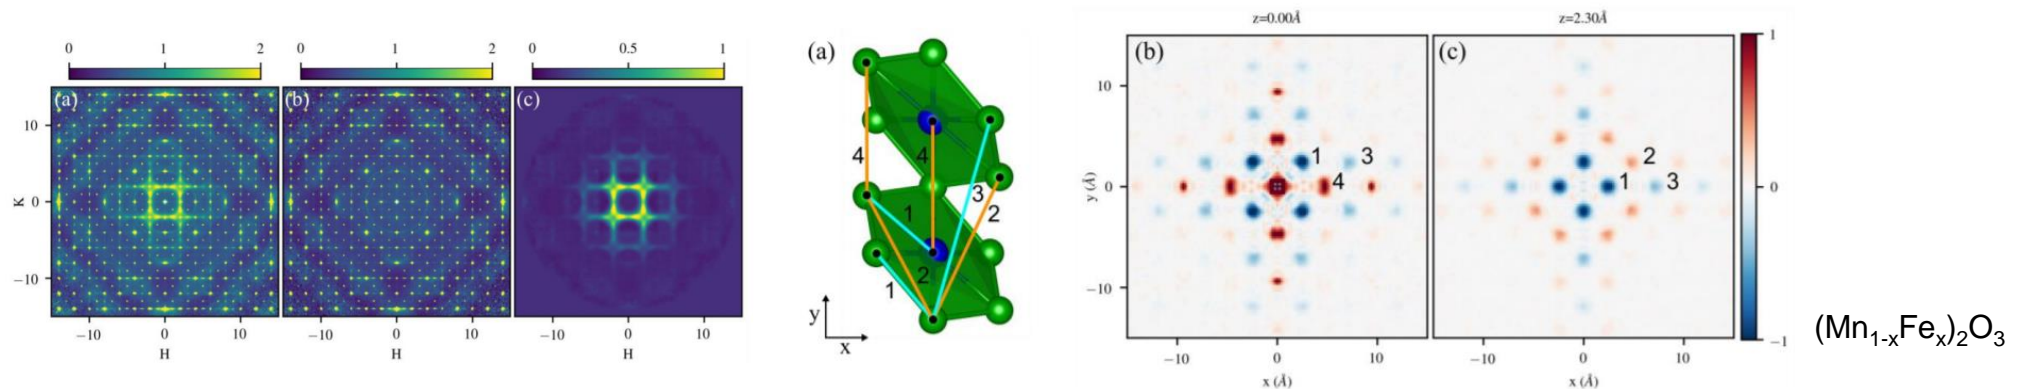 0 1 2 0 1 2 0 0.5 1
(a) (b) (c)
10
0
−10
K
−10 0 10 −10 0 10 −10 0 10
H H H
(a)
4 4
3
1 2
2
1
y
x
z=0.00Å z=2.30Å
(b) (c)
1
0
−1
10
0
−10
y (Å)
1 3
4
2
1 3
−10 0 10 −10 0 10
x (Å) x (Å)
(Mn1-xFex)2O3